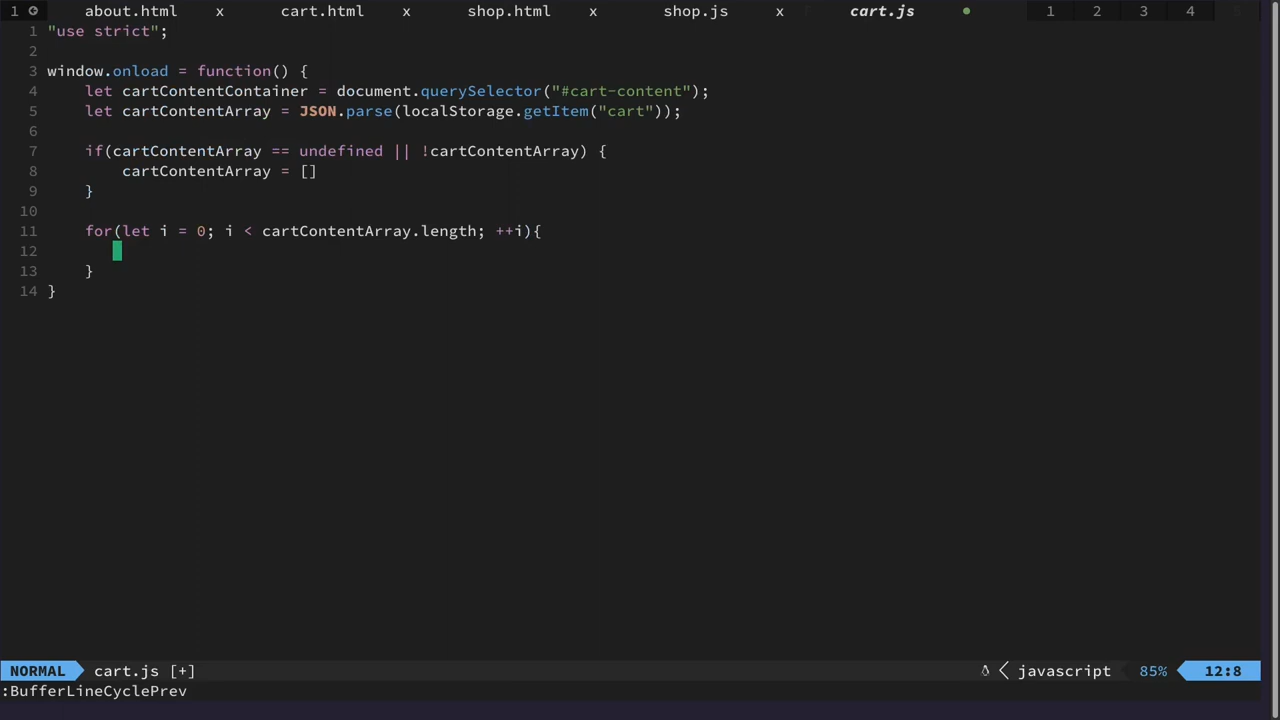 1 about.html x cart.html x shop.html x shop.js x cart.js 1 2 3 4
1 "use strict";
2
3 window.onload = function() {
4     let cartContentContainer = document.querySelector("#cart-content");
5     let cartContentArray = JSON.parse(localStorage.getItem("cart"));
6
7     if(cartContentArray == undefined || !cartContentArray) {
8         cartContentArray = []
9     }
10
11     for(let i = 0; i < cartContentArray.length; ++i){
12
13     }
14 }
NORMAL cart.js [+] javascript 85% 12:8
:BufferLineCyclePrev